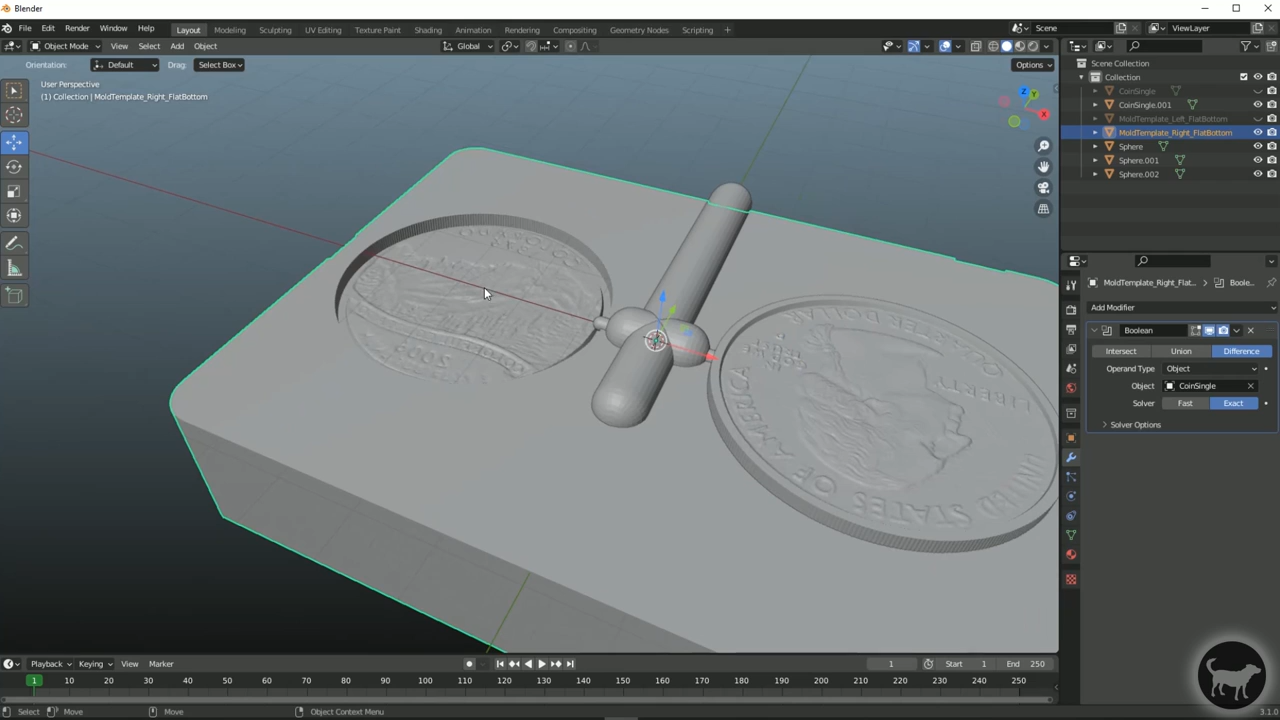 Blender
File Edit Render Window Help
Layout Modeling Sculpting UV Editing Texture Paint Shading Animation Rendering Compositing Geometry Nodes Scripting +
Scene
ViewLayer
Object Mode View Select Add Object
Global
Orientation: Default Drag: Select Box
Options
User Perspective
(1) Collection | MoldTemplate_Right_FlatBottom
Z
Y
X
Scene Collection
Collection
CoinSingle
CoinSingle.001
MoldTemplate_Left_FlatBottom
MoldTemplate_Right_FlatBottom
Sphere
Sphere.001
Sphere.002
MoldTemplate_Right_Flat... Boole...
Add Modifier
Boolean
Intersect Union Difference
Operand Type Object
Object CoinSingle
Solver Fast Exact
Solver Options
LIBERTY
UNITED STATES OF AMERICA
Playback Keying View Marker
1
Start 1
End 250
1 10 20 30 40 50 60 70 80 90 100 110 120 130 140 150 160 170 180 190 200 210 220 230 240 250
Select Move Move Object Context Menu
3.1.0